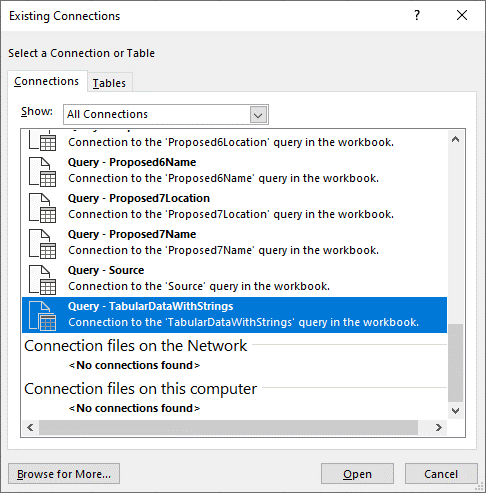 Existing Connections
?
Select a Connection or Table
Connections
Tables
Show:
All Connections
Connection to the 'Proposed6Location' query in the workbook.
Query - Proposed6Name
Connection to the 'Proposed6Name' query in the workbook.
Query - Proposed7Location
Connection to the 'Proposed7Location' query in the workbook.
Query - Proposed7Name
Connection to the 'Proposed7Name' query in the workbook.
Query - Source
Connection to the 'Source' query in the workbook.
Query - TabularDataWithStrings
Connection to the 'TabularDataWithStrings' query in the workbook.
Connection files on the Network
<No connections found>
Connection files on this computer
<No connections found>
Browse for More...
Open
Cancel